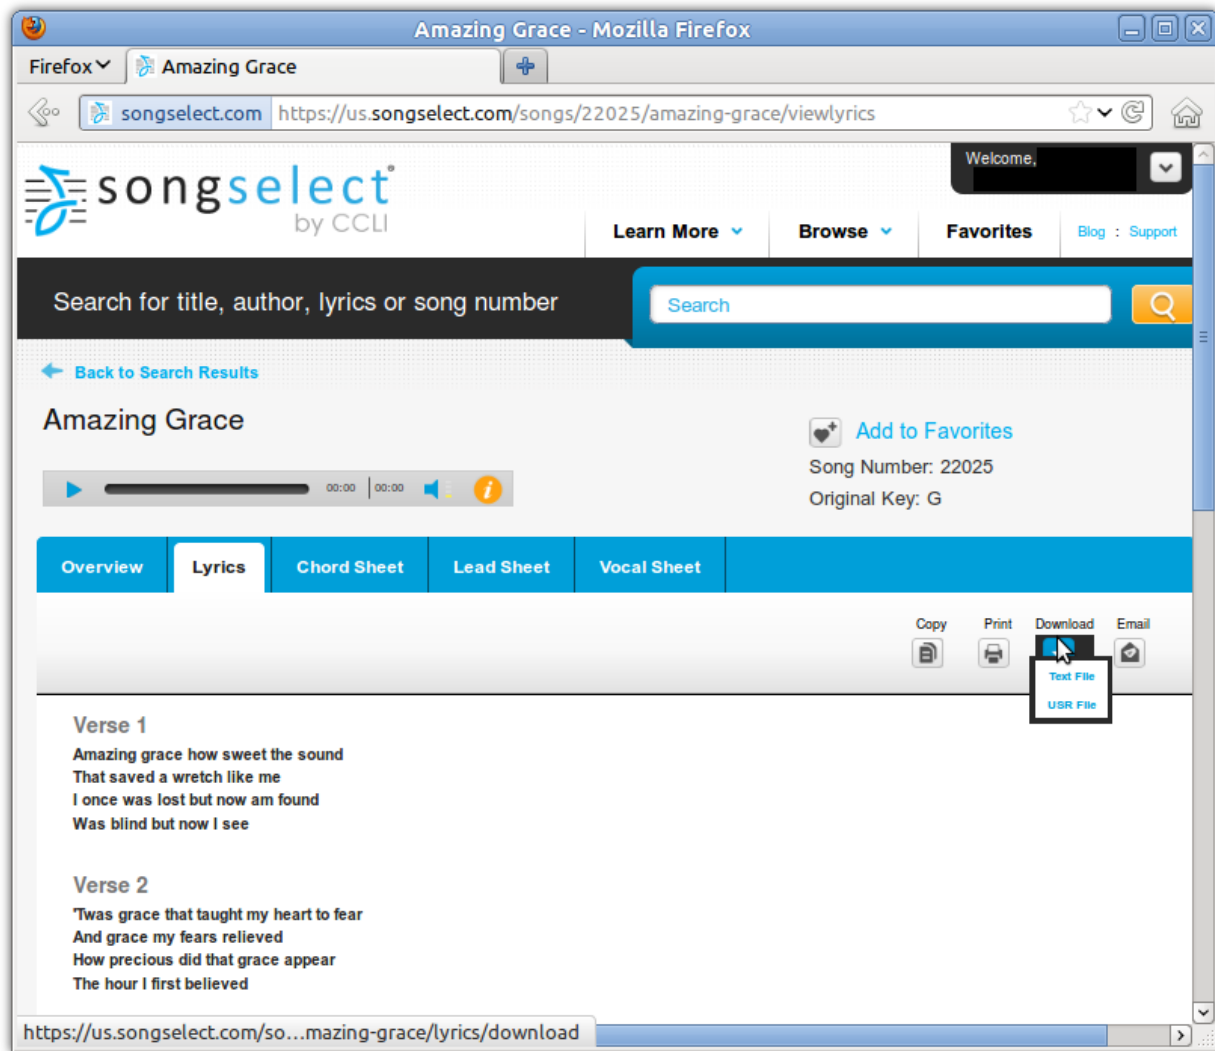 Amazing Grace - Mozilla Firefox
Firefox
Amazing Grace
songselect.com https://us.songselect.com/songs/22025/amazing-grace/viewlyrics
Welcome,
songselect®
by CCLI
Learn More Browse Favorites Blog : Support
Search for title, author, lyrics or song number
Search
Back to Search Results
Amazing Grace
Add to Favorites
Song Number: 22025
Original Key: G
00:00 00:00 i
Overview Lyrics Chord Sheet Lead Sheet Vocal Sheet
Copy Print Download Email
Text File
USR File
Verse 1
Amazing grace how sweet the sound
That saved a wretch like me
I once was lost but now am found
Was blind but now I see
Verse 2
'Twas grace that taught my heart to fear
And grace my fears relieved
How precious did that grace appear
The hour I first believed
https://us.songselect.com/so...mazing-grace/lyrics/download